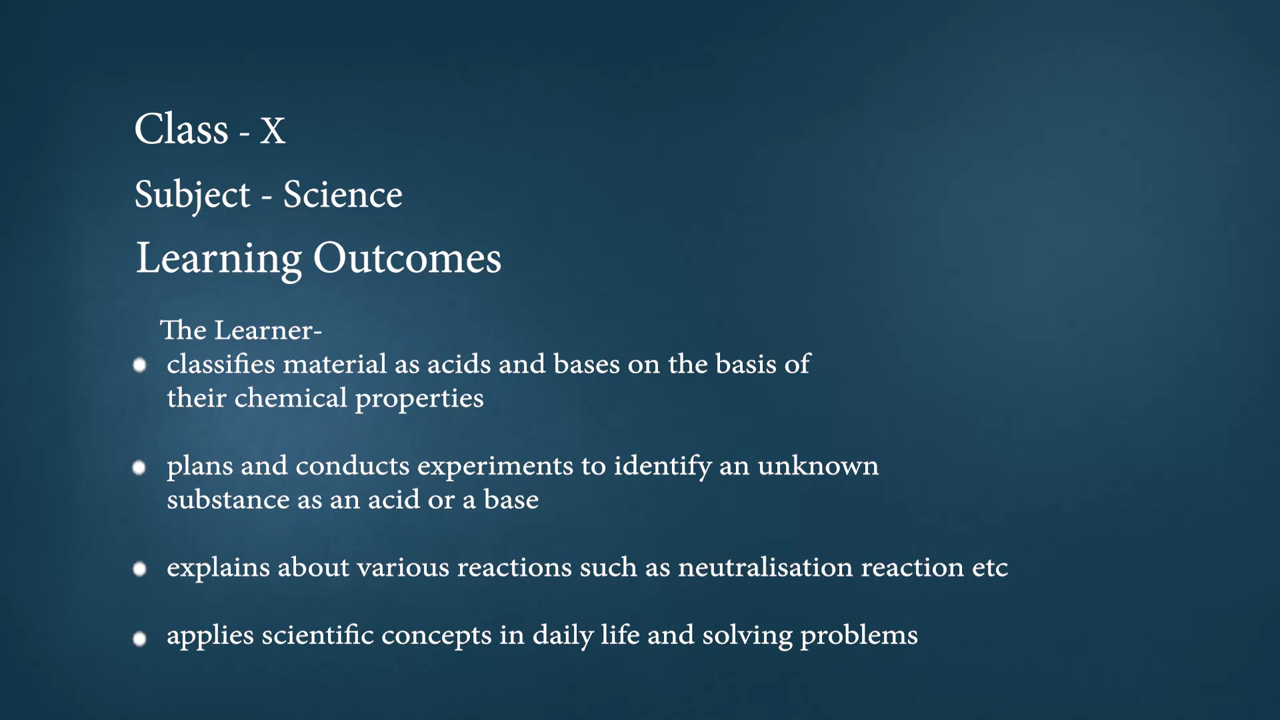 Class - X
Subject - Science
Learning Outcomes
The Learner-
classifies material as acids and bases on the basis of
their chemical properties
plans and conducts experiments to identify an unknown
substance as an acid or a base
explains about various reactions such as neutralisation reaction etc
applies scientific concepts in daily life and solving problems